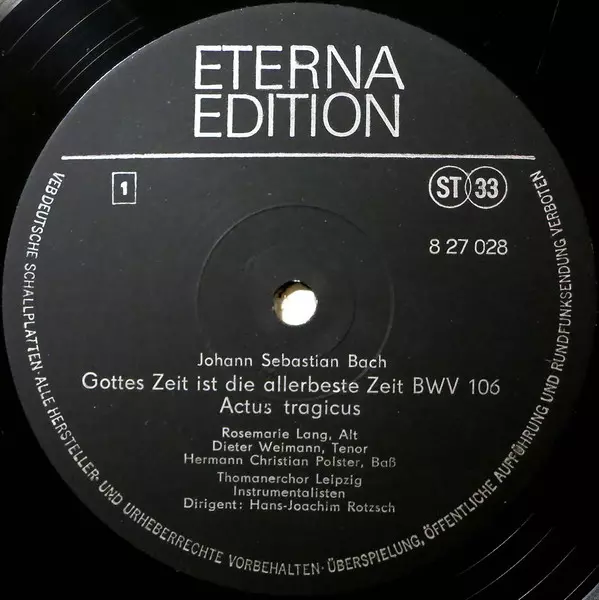 ETERNA
EDITION
1
ST 33
8 27 028
Johann Sebastian Bach
Gottes Zeit ist die allerbeste Zeit BWV 106
Actus tragicus
Rosemarie Lang, Alt
Dieter Weimann, Tenor
Hermann Christian Polster, Baß
Thomanerchor Leipzig
Instrumentalisten
Dirigent: Hans-Joachim Rotzsch
VEB DEUTSCHE SCHALLPLATTEN · ALLE HERSTELLER- UND URHEBERRECHTE VORBEHALTEN · ÜBERSPIELUNG, ÖFFENTLICHE AUFFÜHRUNG UND RUNDFUNKSENDUNG VERBOTEN